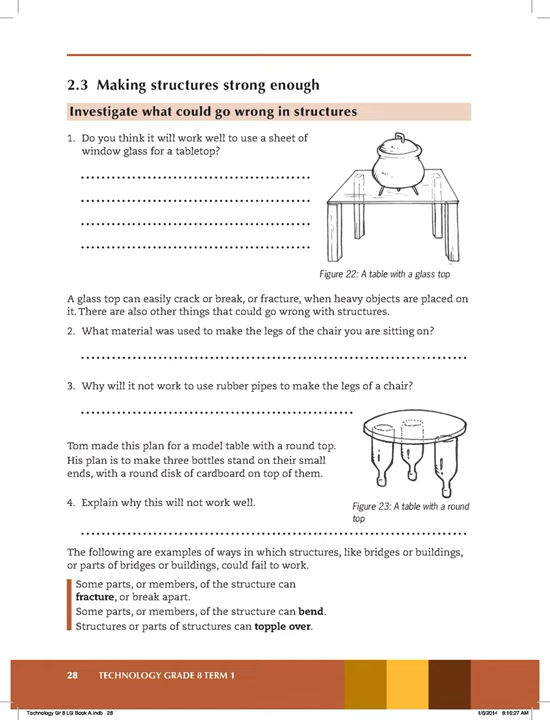 2.3 Making structures strong enough
Investigate what could go wrong in structures
1. Do you think it will work well to use a sheet of
window glass for a tabletop?
Figure 22: A table with a glass top
A glass top can easily crack or break, or fracture, when heavy objects are placed on
it. There are also other things that could go wrong with structures.
2. What material was used to make the legs of the chair you are sitting on?
3. Why will it not work to use rubber pipes to make the legs of a chair?
Tom made this plan for a model table with a round top.
His plan is to make three bottles stand on their small
ends, with a round disk of cardboard on top of them.
4. Explain why this will not work well.
Figure 23: A table with a round
top
The following are examples of ways in which structures, like bridges or buildings,
or parts of bridges or buildings, could fail to work.
Some parts, or members, of the structure can
fracture, or break apart.
Some parts, or members, of the structure can bend.
Structures or parts of structures can topple over.
28 TECHNOLOGY GRADE 8 TERM 1
Technology Gr 8 LG Book A.indb 28
1/6/2014 8:10:27 AM